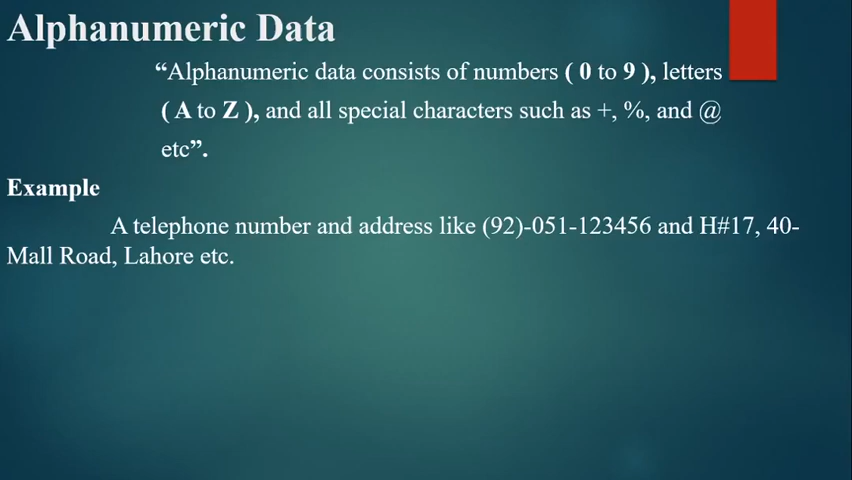 Alphanumeric Data
“Alphanumeric data consists of numbers ( 0 to 9 ), letters
( A to Z ), and all special characters such as +, %, and @
etc”.
Example
A telephone number and address like (92)-051-123456 and H#17, 40-
Mall Road, Lahore etc.